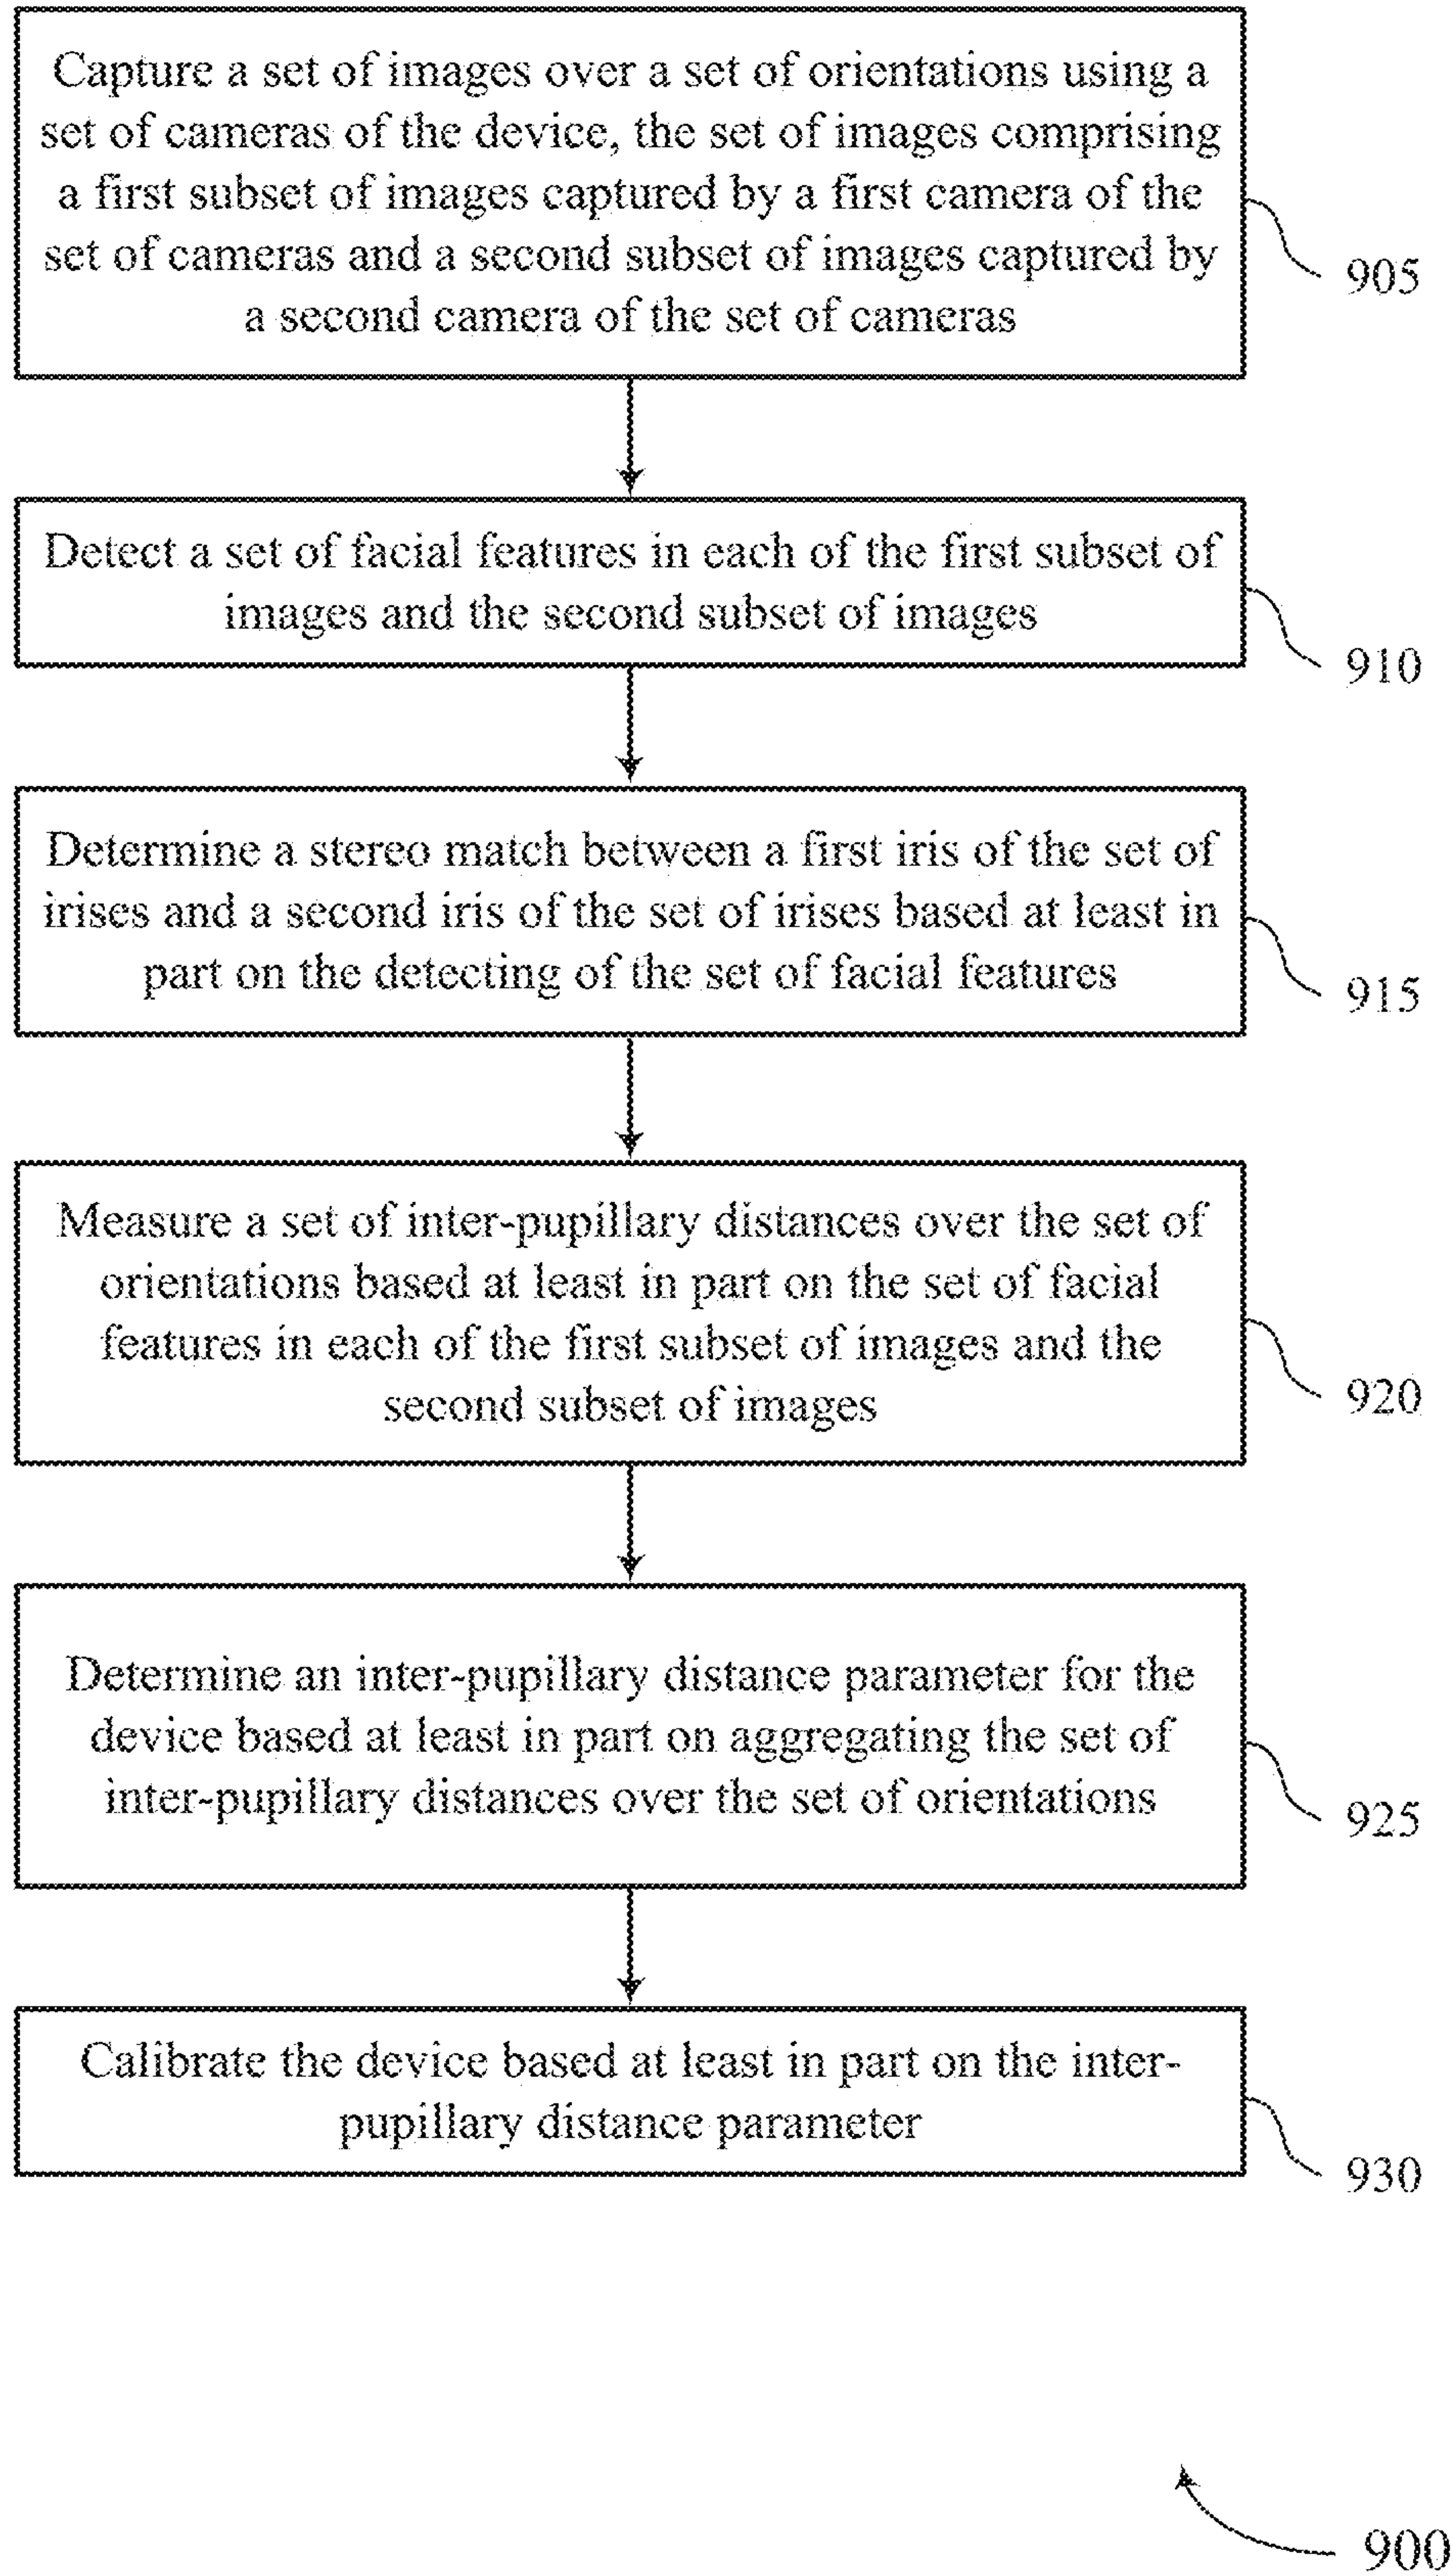 Capture a set of images over a set of orientations using a
set of cameras of the device, the set of images comprising
a first subset of images captured by a first camera of the
set of cameras and a second subset of images captured by
a second camera of the set of cameras
905
Detect a set of facial features in each of the first subset of
images and the second subset of images
910
Determine a stereo match between a first iris of the set of
irises and a second iris of the set of irises based at least in
part on the detecting of the set of facial features
915
Measure a set of inter-pupillary distances over the set of
orientations based at least in part on the set of facial
features in each of the first subset of images and the
second subset of images
920
Determine an inter-pupillary distance parameter for the
device based at least in part on aggregating the set of
inter-pupillary distances over the set of orientations
925
Calibrate the device based at least in part on the inter-
pupillary distance parameter
930
900